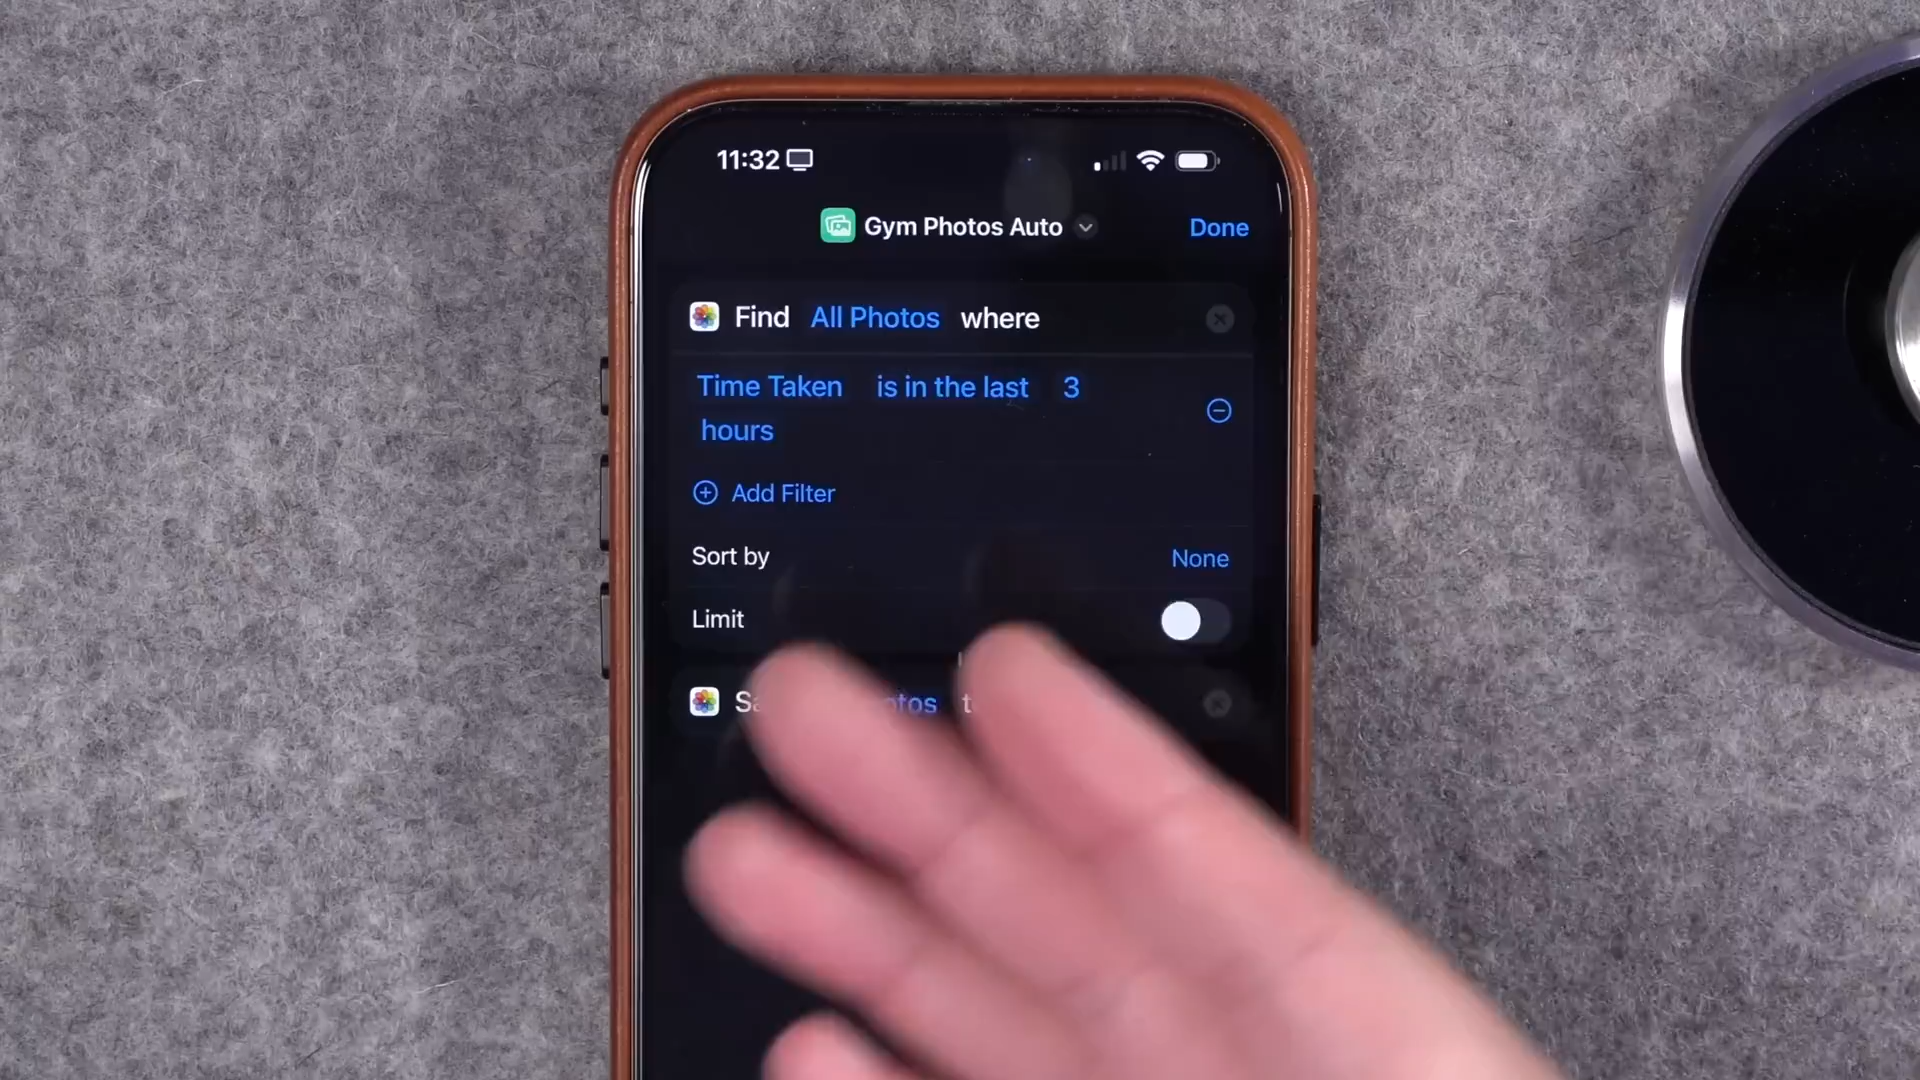 11:32
Gym Photos Auto
Done
Find All Photos where
Time Taken is in the last 3
hours
Add Filter
Sort by
None
Limit